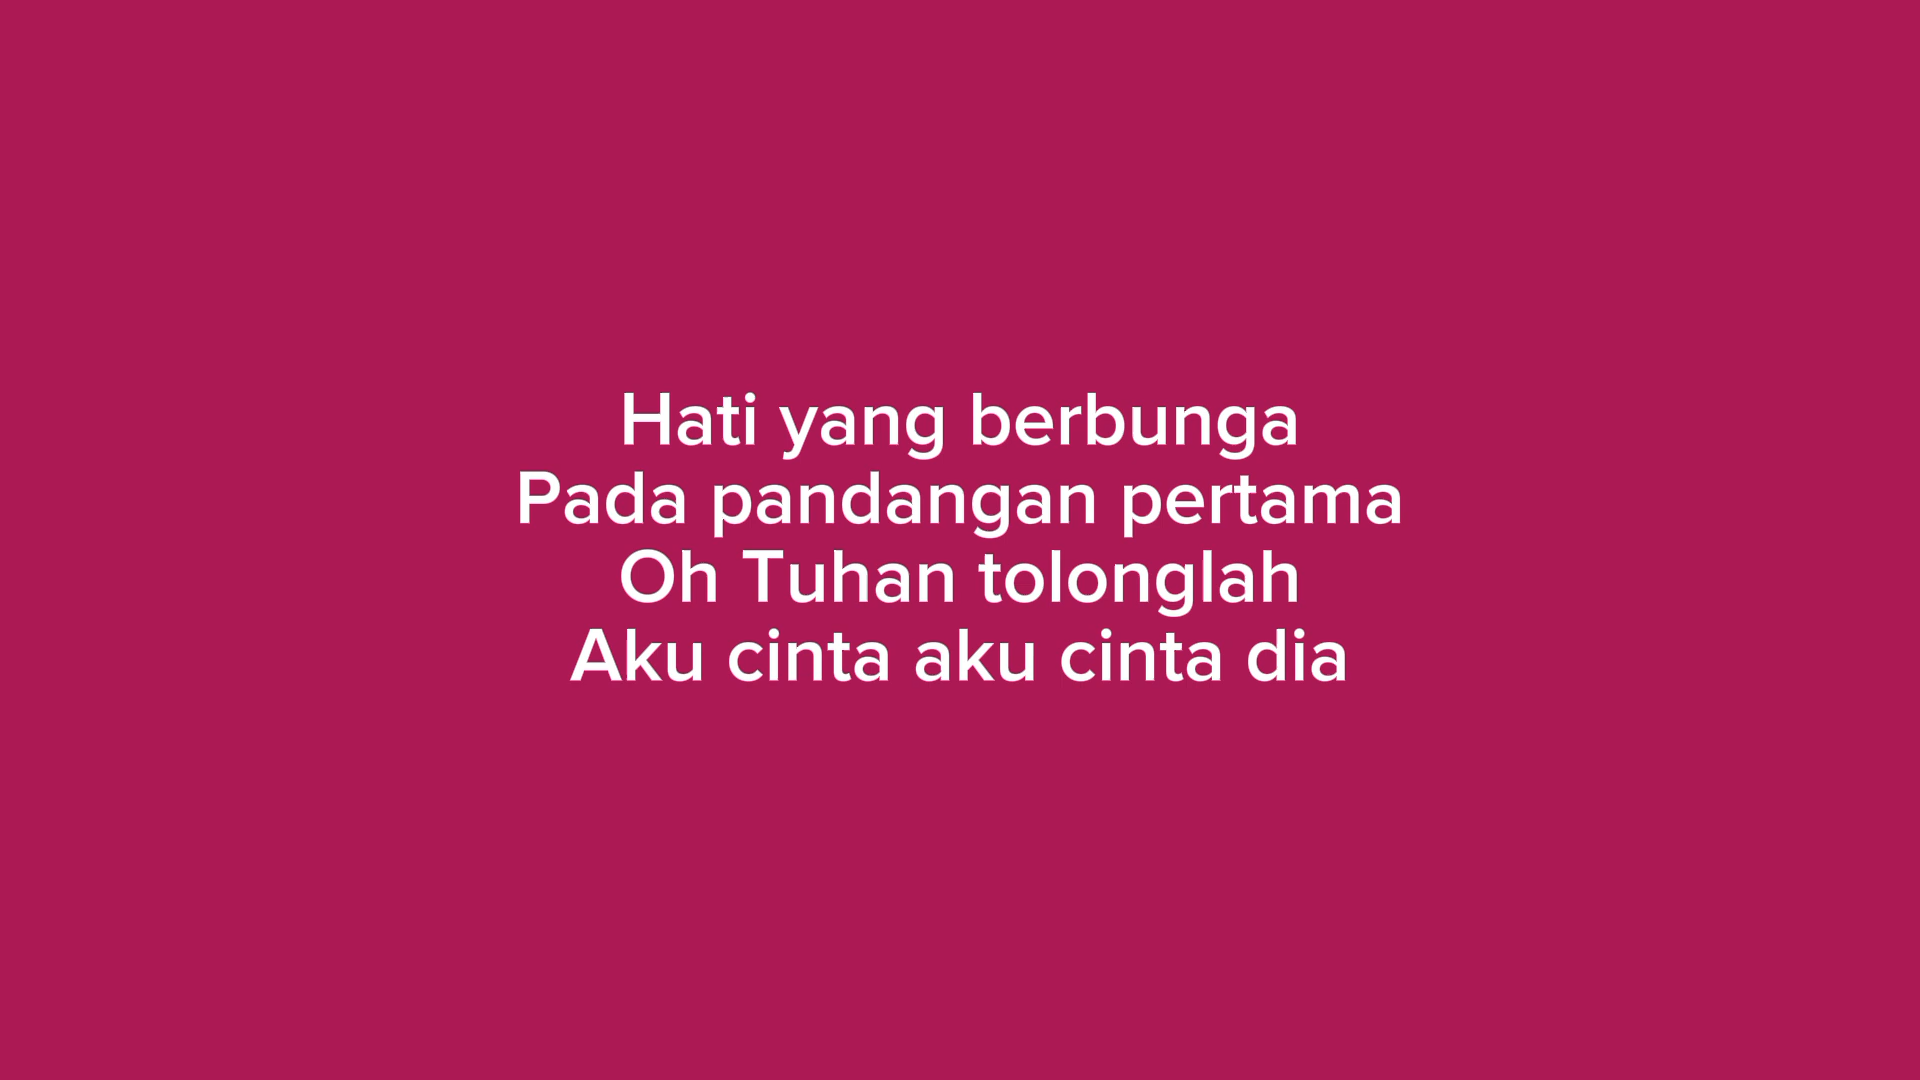 Hati yang berbunga
Pada pandangan pertama
Oh Tuhan tolonglah
Aku cinta aku cinta dia